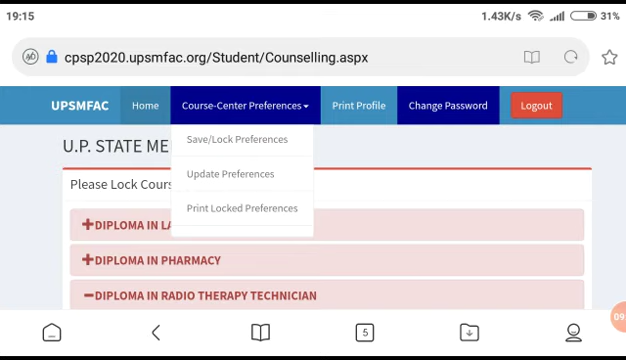 19:15 1.43K/s 31%
cpsp2020.upsmfac.org/Student/Counselling.aspx
UPSMFAC Home Course-Center Preferences Print Profile Change Password Logout
Save/Lock Preferences
Update Preferences
Print Locked Preferences
U.P. STATE ME
Please Lock Cours
DIPLOMA IN LA
DIPLOMA IN PHARMACY
DIPLOMA IN RADIO THERAPY TECHNICIAN
5
09